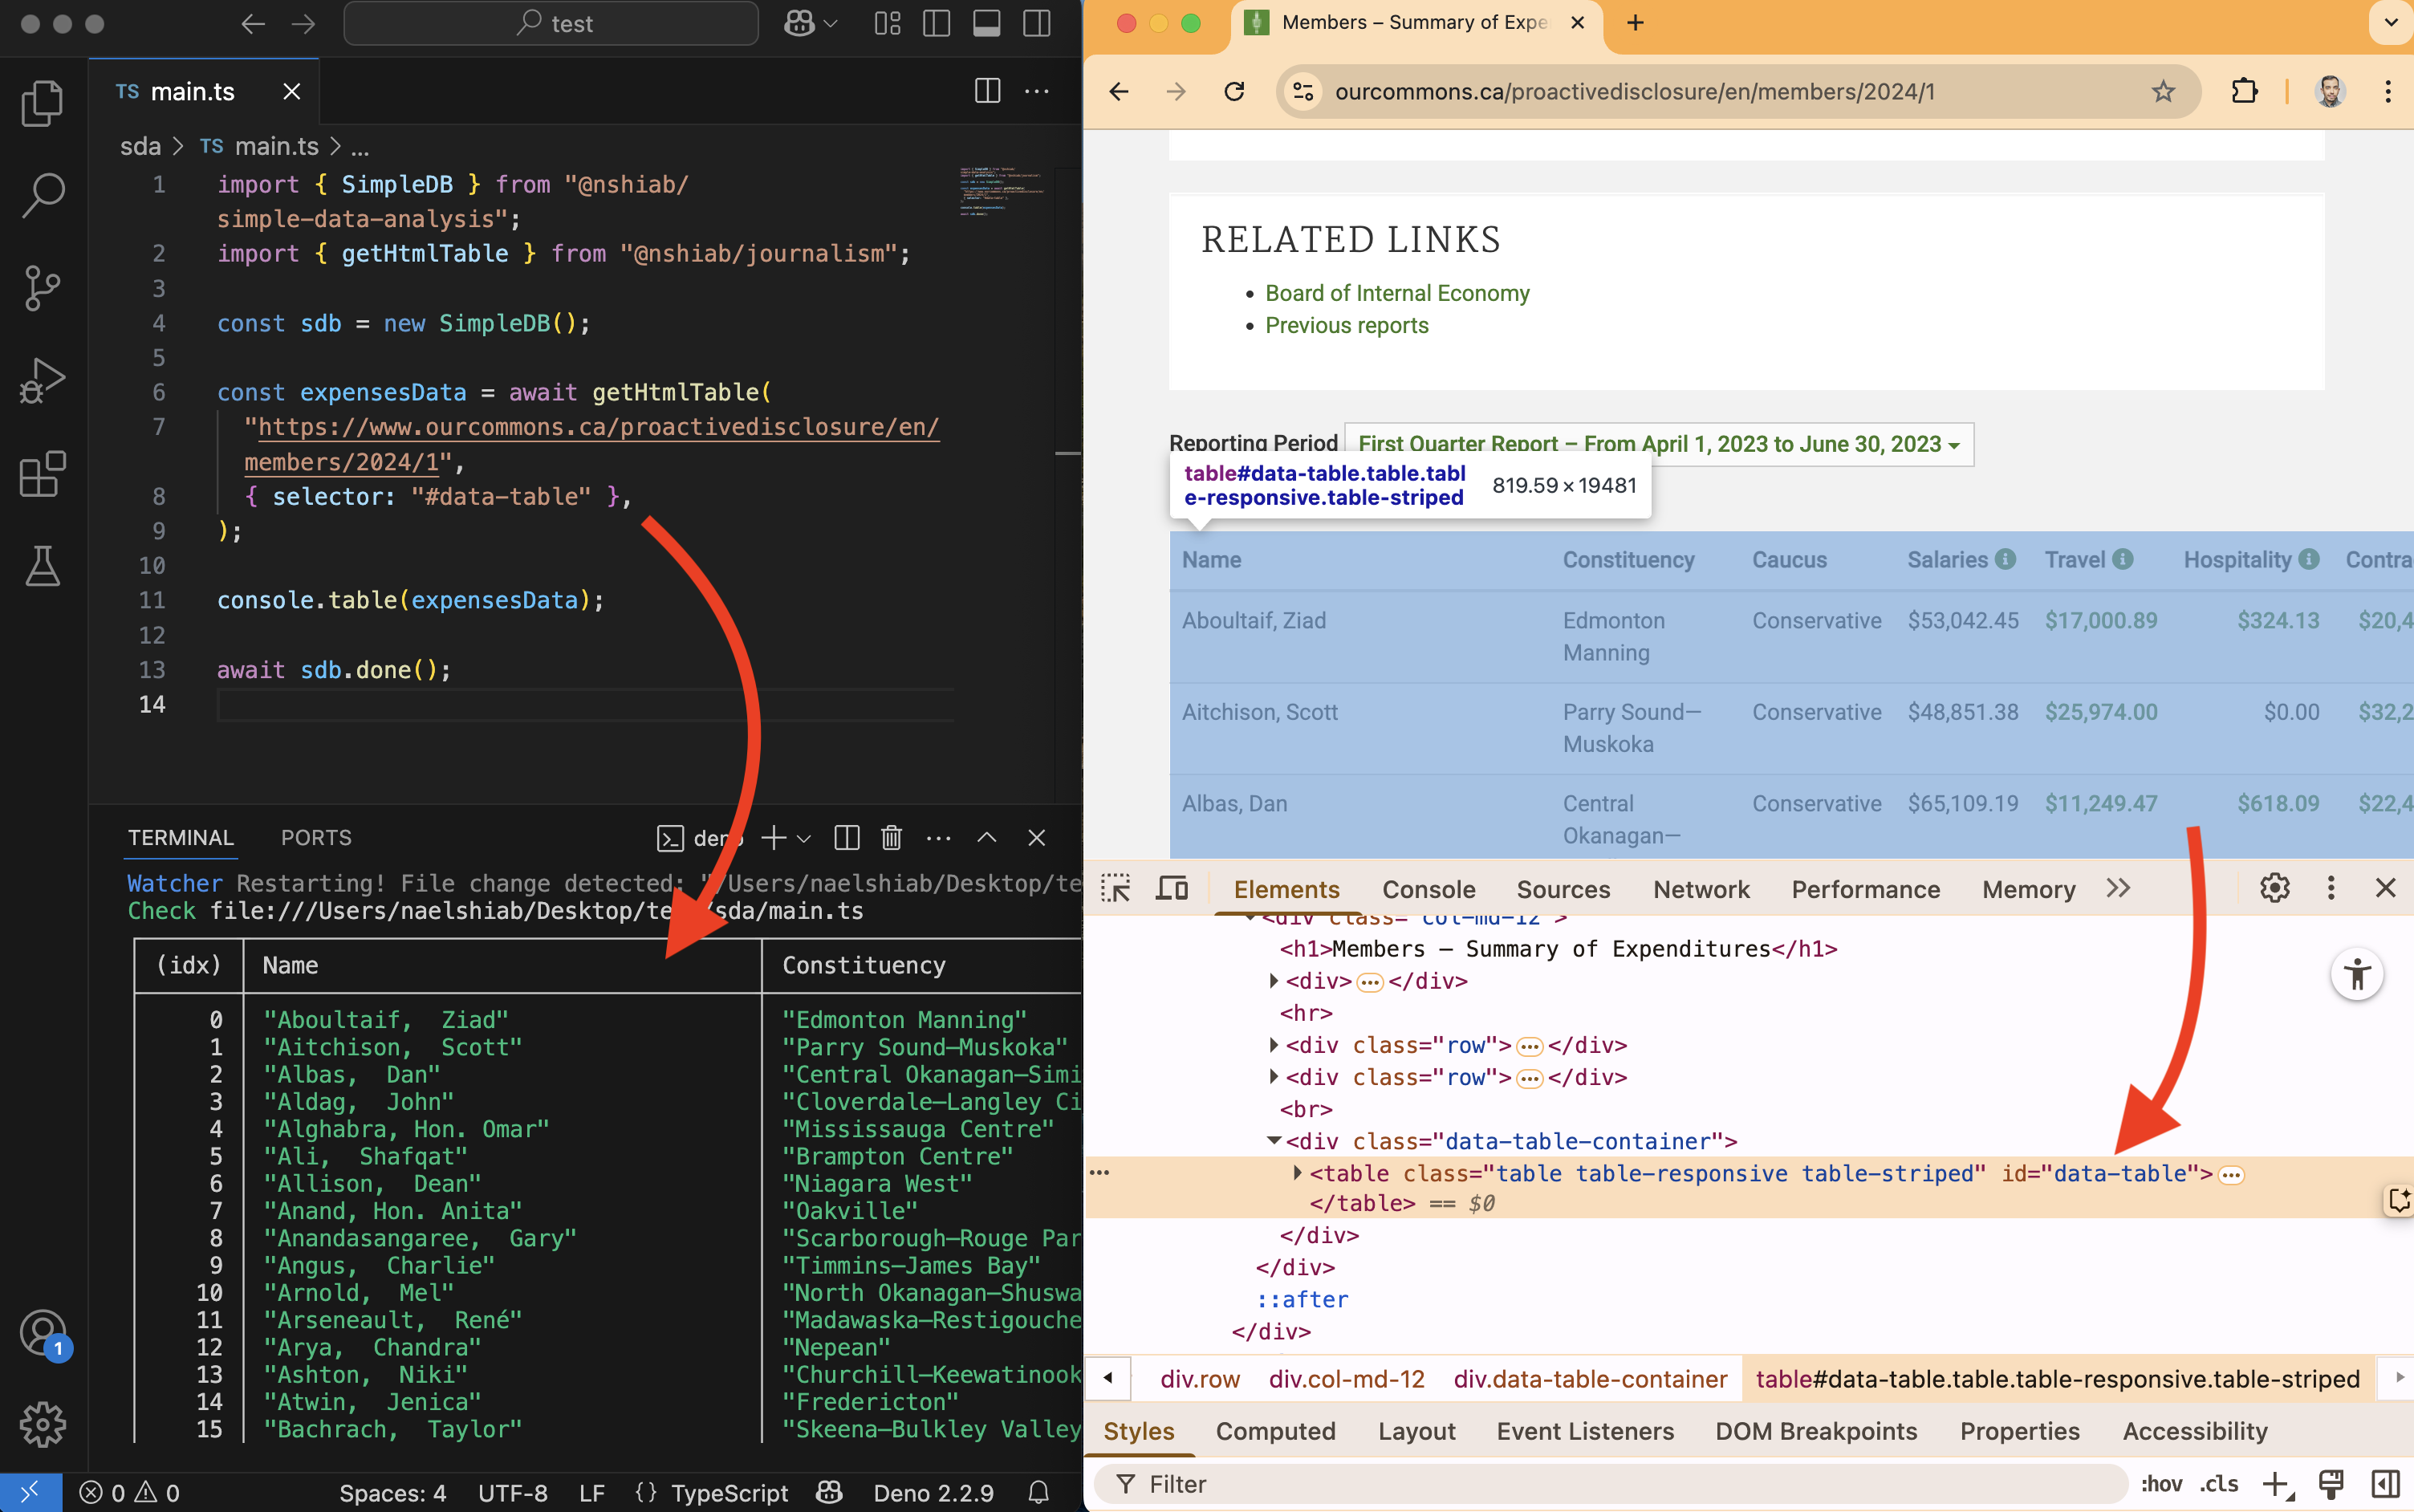 test
TS main.ts
sda > TS main.ts > ...
1 import { SimpleDB } from "@nshiab/
simple-data-analysis";
2 import { getHtmlTable } from "@nshiab/journalism";
3
4 const sdb = new SimpleDB();
5
6 const expensesData = await getHtmlTable(
7 "https://www.ourcommons.ca/proactivedisclosure/en/
members/2024/1",
8 { selector: "#data-table" },
9 );
10
11 console.table(expensesData);
12
13 await sdb.done();
14
TERMINAL PORTS
Watcher Restarting! File change detected: "/Users/naelshiab/Desktop/te
Check file:///Users/naelshiab/Desktop/te /sda/main.ts
(idx) Name Constituency
0 "Aboultaif,  Ziad" "Edmonton Manning"
1 "Aitchison,  Scott" "Parry Sound—Muskoka"
2 "Albas,  Dan" "Central Okanagan—Simi
3 "Aldag,  John" "Cloverdale—Langley Ci
4 "Alghabra, Hon. Omar" "Mississauga Centre"
5 "Ali,  Shafqat" "Brampton Centre"
6 "Allison,  Dean" "Niagara West"
7 "Anand, Hon. Anita" "Oakville"
8 "Anandasangaree,  Gary" "Scarborough—Rouge Par
9 "Angus,  Charlie" "Timmins—James Bay"
10 "Arnold,  Mel" "North Okanagan—Shuswa
11 "Arseneault,  René" "Madawaska—Restigouche
12 "Arya,  Chandra" "Nepean"
13 "Ashton,  Niki" "Churchill—Keewatinook
14 "Atwin,  Jenica" "Fredericton"
15 "Bachrach,  Taylor" "Skeena—Bulkley Valley
1
0 0 Spaces: 4 UTF-8 LF {} TypeScript Deno 2.2.9
Members – Summary of Expe
ourcommons.ca/proactivedisclosure/en/members/2024/1
RELATED LINKS
• Board of Internal Economy
• Previous reports
Reporting Period First Quarter Report – From April 1, 2023 to June 30, 2023
table#data-table.table.tabl
e-responsive.table-striped 819.59 × 19481
Name Constituency Caucus Salaries Travel Hospitality Contra
Aboultaif, Ziad Edmonton Conservative $53,042.45 $17,000.89 $324.13 $20,4
Manning
Aitchison, Scott Parry Sound— Conservative $48,851.38 $25,974.00 $0.00 $32,2
Muskoka
Albas, Dan Central Conservative $65,109.19 $11,249.47 $618.09 $22,4
Okanagan—
Elements Console Sources Network Performance Memory
<div class="col-md-12">
<h1>Members – Summary of Expenditures</h1>
<div>…</div>
<hr>
<div class="row">…</div>
<div class="row">…</div>
<br>
<div class="data-table-container">
<table class="table table-responsive table-striped" id="data-table">…
</table> == $0
</div>
</div>
::after
</div>
div.row div.col-md-12 div.data-table-container table#data-table.table.table-responsive.table-striped
Styles Computed Layout Event Listeners DOM Breakpoints Properties Accessibility
Filter :hov .cls